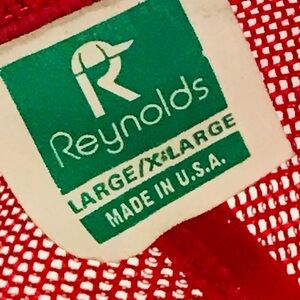 R
Reynolds
LARGE/X-LARGE
MADE IN U.S.A.